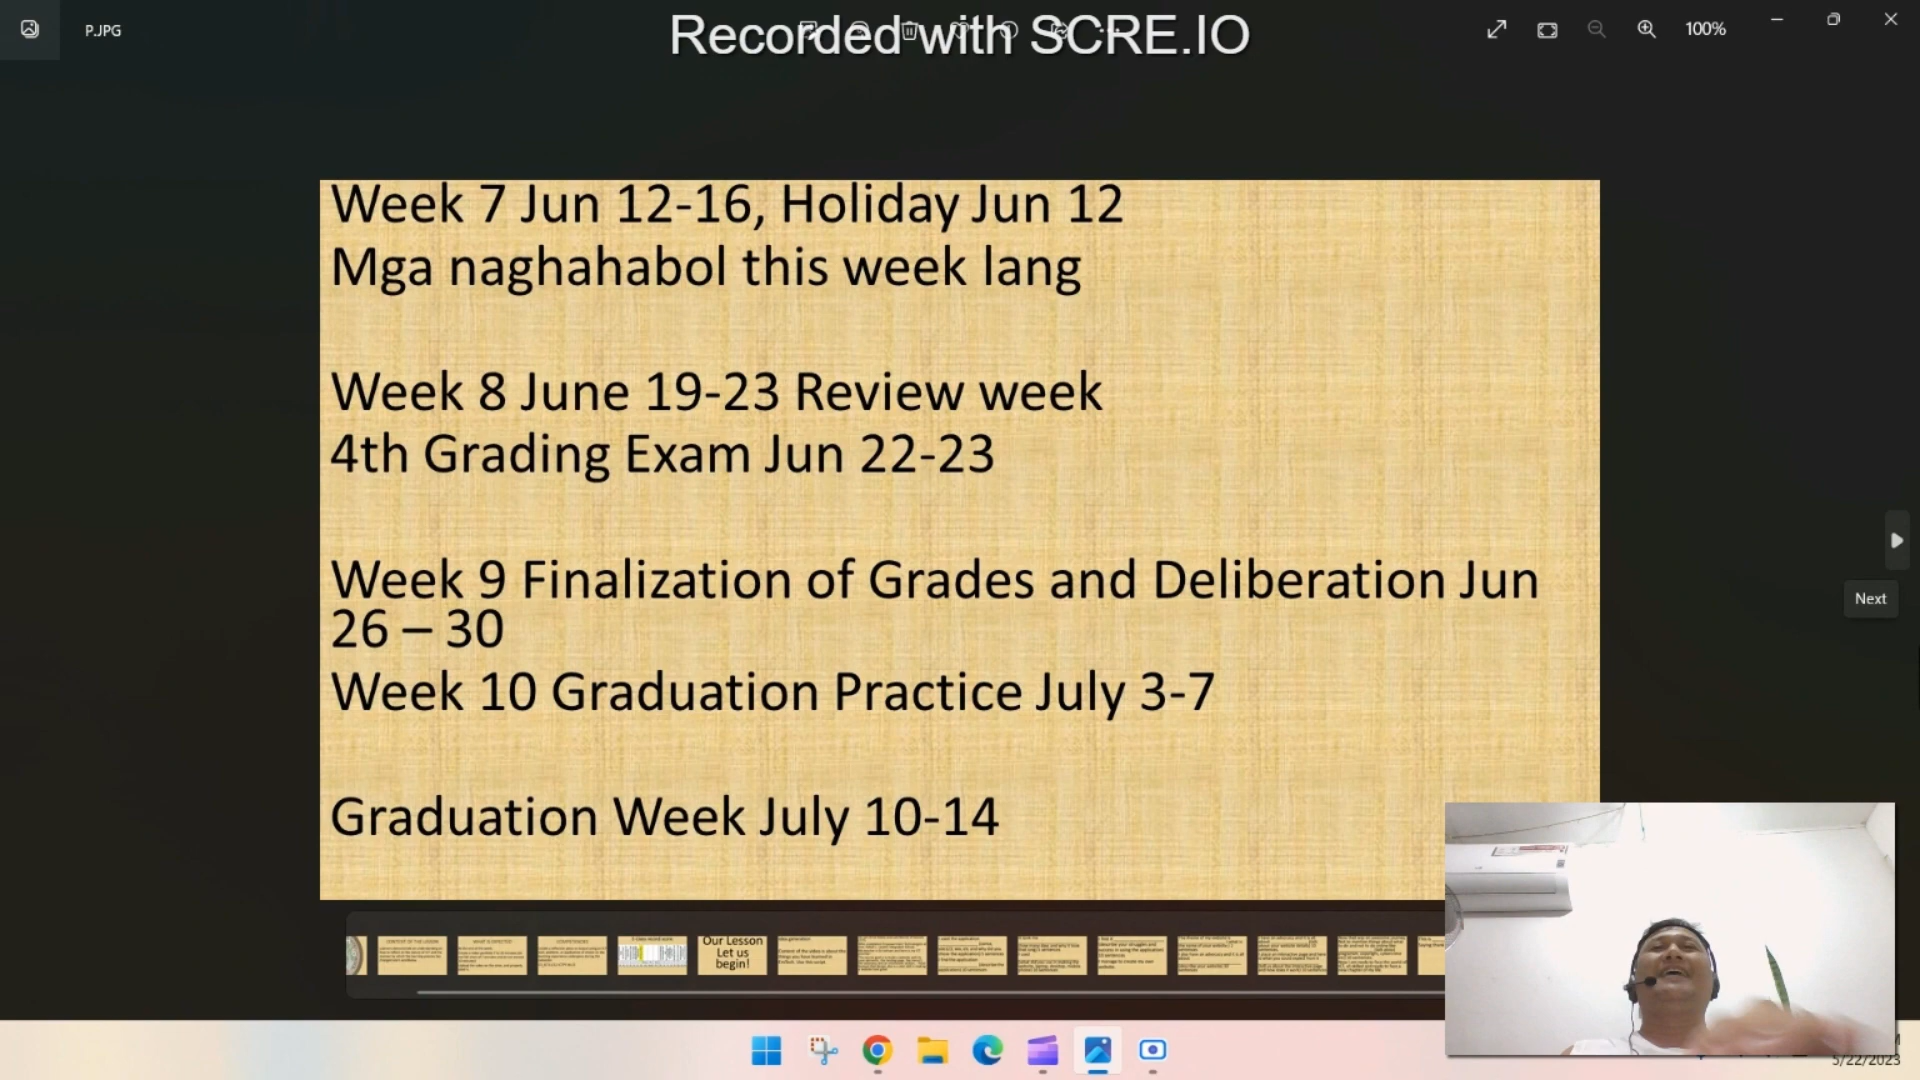 P.JPG
Recorded with SCRE.IO
100%
Week 7 Jun 12-16, Holiday Jun 12
Mga naghahabol this week lang
Week 8 June 19-23 Review week
4th Grading Exam Jun 22-23
Week 9 Finalization of Grades and Deliberation Jun
26 – 30
Week 10 Graduation Practice July 3-7
Graduation Week July 10-14
Next
Our Lesson
Let us
begin!
5/22/2023